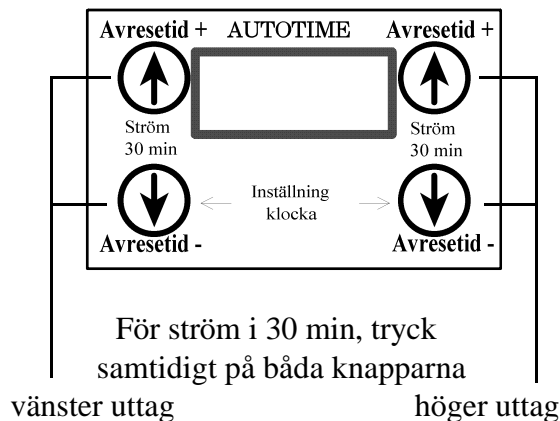 Avresetid + AUTOTIME Avresetid +
Ström
30 min
Ström
30 min
Inställning
klocka
Avresetid -
Avresetid -
För ström i 30 min, tryck
samtidigt på båda knapparna
vänster uttag
höger uttag